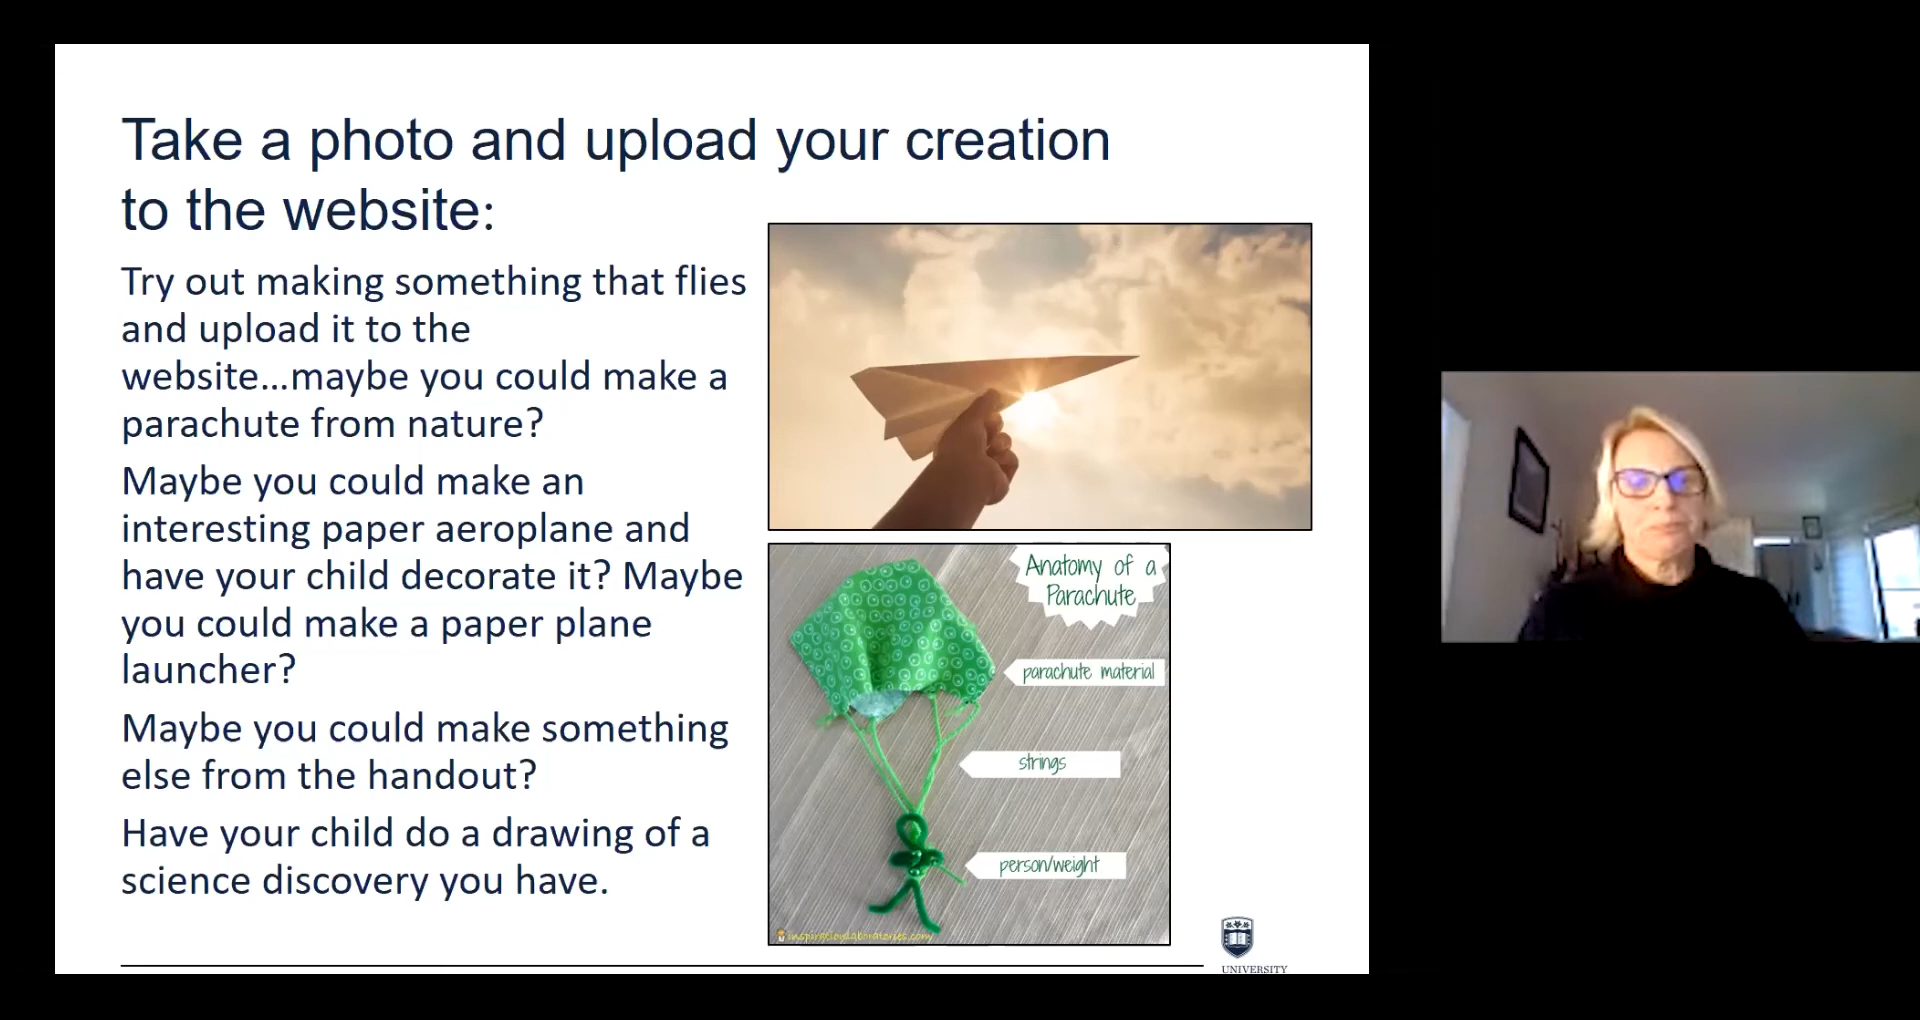 Take a photo and upload your creation
to the website:
Try out making something that flies
and upload it to the
website...maybe you could make a
parachute from nature?
Maybe you could make an
interesting paper aeroplane and
have your child decorate it? Maybe
you could make a paper plane
launcher?
Maybe you could make something
else from the handout?
Have your child do a drawing of a
science discovery you have.
Anatomy of a
Parachute
parachute material
strings
person/weight
inspirationlaboratories.com
UNIVERSITY